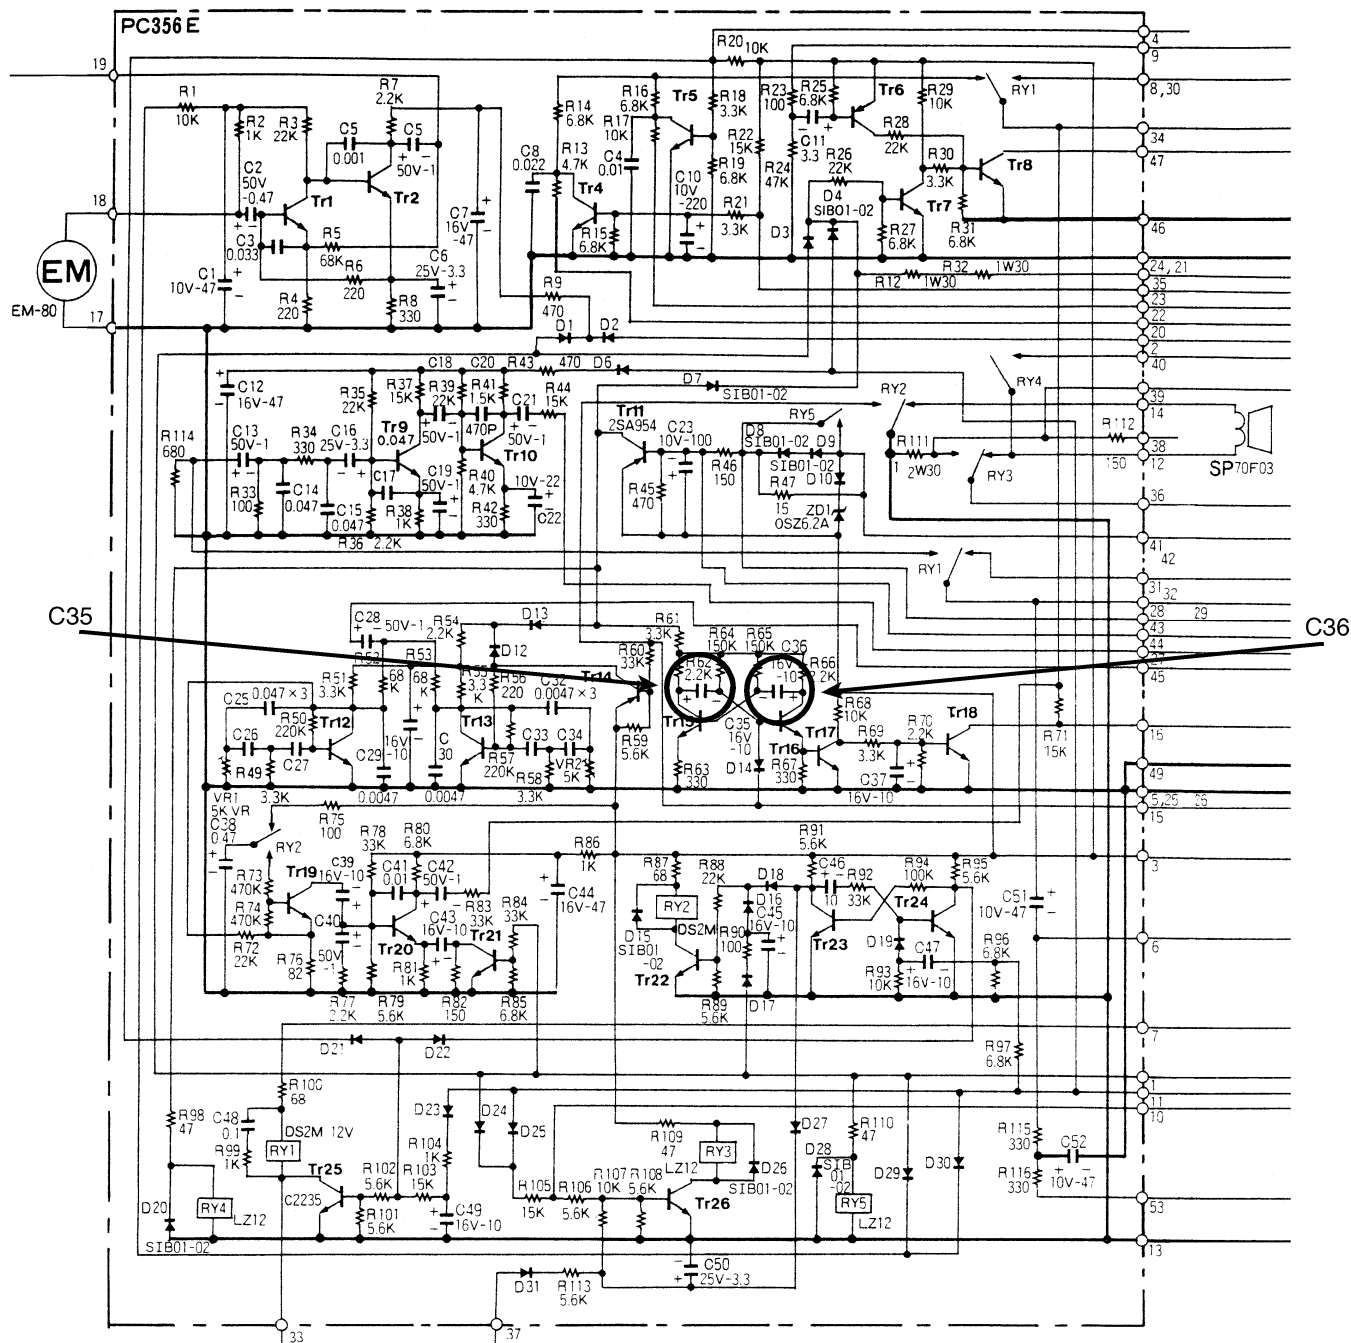 PC356E
19
18
17
EM
EM-80
R1
10K
R2
1K
R3
22K
C2
50V
-0.47
C3
0.033
C1
10V-47
Tr1
R4
220
R5
68K
R6
220
C5
0.001
R7
2.2K
C5
50V-1
Tr2
C6
25V-3.3
R8
330
C7
16V
-47
R9
470
D1
D2
C8
0.022
R14
6.8K
R13
4.7K
Tr4
R15
6.8K
R16
6.8K
R17
10K
C4
0.01
Tr5
C10
10V
-220
R18
3.3K
R19
6.8K
R20
10K
R21
3.3K
R22
15K
R23
100
R24
47K
R25
6.8K
C11
3.3
Tr6
R26
22K
D4
SIB01-02
D3
R27
6.8K
R28
22K
R29
10K
R30
3.3K
Tr7
Tr8
R31
6.8K
R12
1W30
R32
1W30
RY1
4
9
8,30
34
47
46
24,21
35
23
22
20
2
40
39
14
38
12
36
41
42
31
32
28
29
43
44
27
45
16
49
5,25
26
15
3
6
7
1
11
10
53
13
C12
16V-47
R114
680
C13
50V-1
R33
100
R34
330
C14
0.047
C16
25V-3.3
C15
0.047
R35
22K
R36
2.2K
R37
15K
Tr9
0.047
C17
R38
1K
C18
50V-1
R39
22K
C19
50V-1
C20
470P
R41
1.5K
Tr10
R40
4.7K
R42
330
R43
470
C21
50V-1
R44
15K
10V-22
C22
D6
D7
SIB01-02
Tr11
2SA954
R45
470
C23
10V-100
R46
150
D8
SIB01-02
D9
SIB01-02
D10
R47
15
ZD1
OSZ6.2A
RY5
RY2
R111
2W30
RY4
RY3
R112
150
SP70F03
RY1
C35
C36
C28
50V-1
R52
68
K
R53
68
K
R54
2.2K
R55
3.3
K
D12
D13
R56
220
C32
0.0047×3
C25
0.047×3
R51
3.3K
R50
220K
Tr12
C26
C27
R49
3.3K
VR1
5K VR
C29
0.0047
16V
-10
C
30
0.0047
Tr13
R57
220K
C33
C34
R58
3.3K
VR2
5K
Tr14
R60
33K
R59
5.6K
R61
3.3K
R62
2.2K
R63
330
Tr15
R64
150K
R65
150K
C35
16V
-10
C36
16V
-10
R66
2.2K
D14
Tr16
R67
330
Tr17
R68
10K
R69
3.3K
C37
16V-10
R70
2.2K
Tr18
R71
15K
C38
0.47
RY2
R75
100
R73
470K
R74
470K
R72
22K
Tr19
R76
82
C39
16V-10
C40
50V
-1
R77
2.2K
R78
33K
R79
5.6K
C41
0.01
R80
6.8K
Tr20
R81
1K
C42
50V-1
C43
16V-10
R82
150
R83
33K
R84
33K
Tr21
R85
6.8K
C44
16V-47
R86
1K
R87
68
RY2
DS2M
D15
SIB01
-02
Tr22
R88
22K
R89
5.6K
R90
100
D16
C45
16V-10
D17
D18
R91
5.6K
C46
10
R92
33K
Tr23
R94
100K
Tr24
R95
5.6K
D19
R93
10K
C47
16V-10
R96
6.8K
C51
10V-47
R97
6.8K
D21
D22
R98
47
D20
SIB01-02
RY4
LZ12
C48
0.1
R99
1K
R100
68
DS2M 12V
RY1
Tr25
C2235
R101
5.6K
R102
5.6K
R103
15K
R104
1K
D23
C49
16V-10
D24
D25
R105
15K
R106
5.6K
R107
10K
R108
5.6K
R109
47
RY3
LZ12
Tr26
D26
SIB01-02
D27
D28
SIB
01
-02
R110
47
RY5
LZ12
D29
D30
R115
330
R116
330
C52
10V-47
C50
25V-3.3
D31
R113
5.6K
33
37